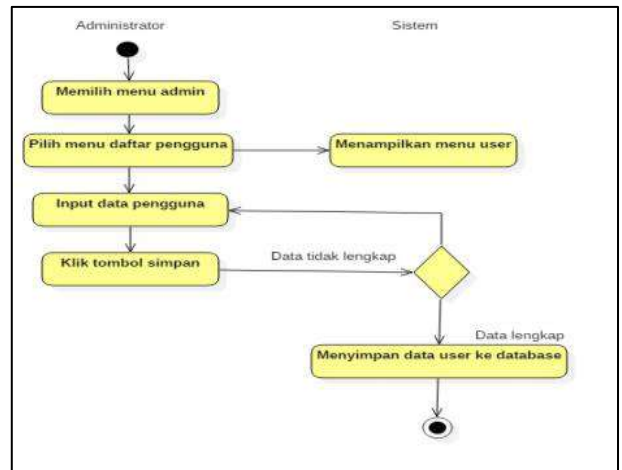 Administrator
Sistem
Memilih menu admin
Pilih menu daftar pengguna
Menampilkan menu user
Input data pengguna
Klik tombol simpan
Data tidak lengkap
Data lengkap
Menyimpan data user ke database